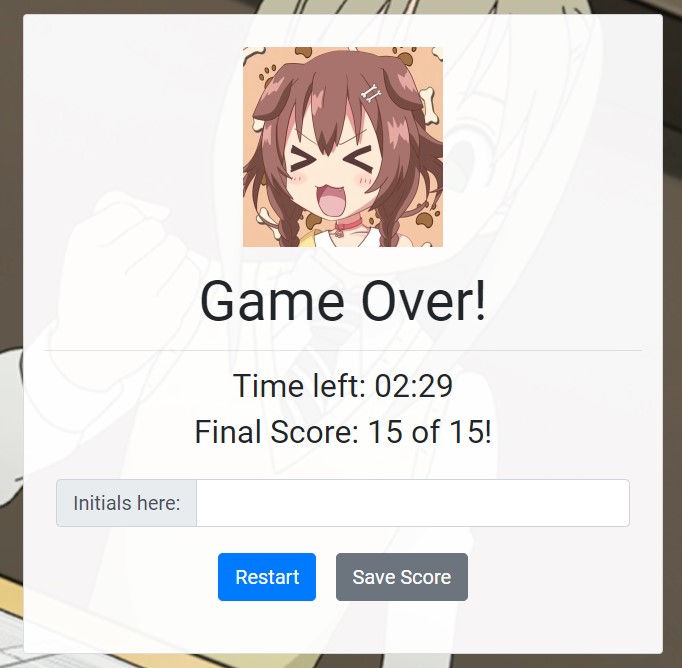 Game Over!
Time left: 02:29
Final Score: 15 of 15!
Initials here:
Restart
Save Score